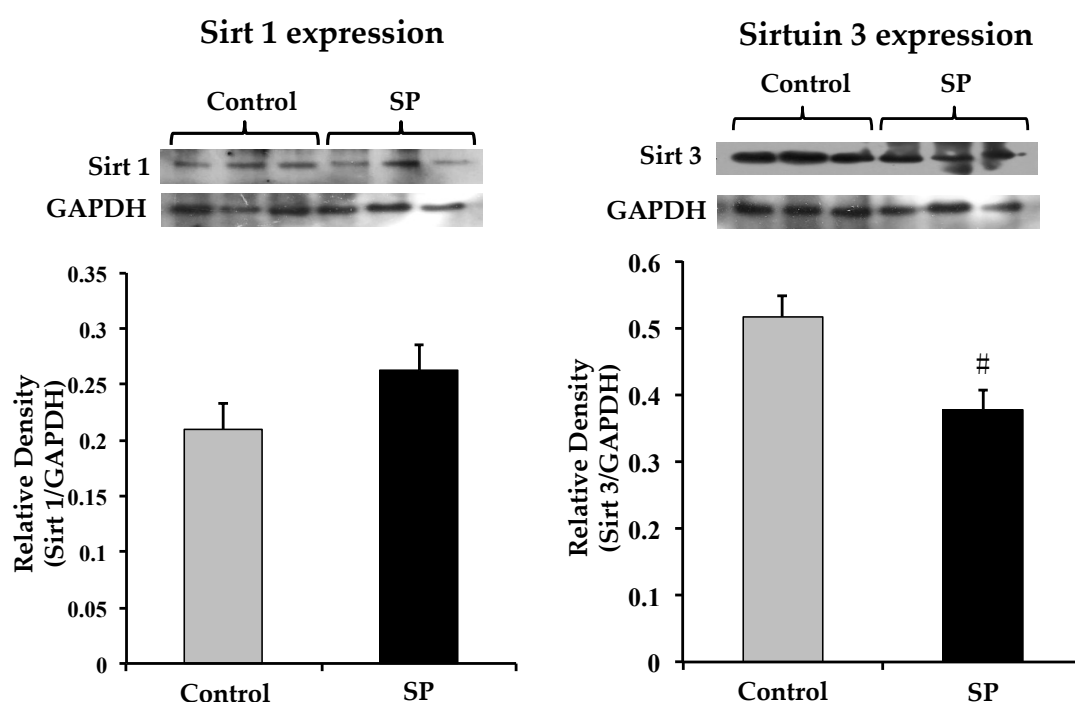 Sirt 1 expression
Control SP
Sirt 1
GAPDH
Relative Density
(Sirt 1/GAPDH)
0.35
0.3
0.25
0.2
0.15
0.1
0.05
0
Control SP
Sirtuin 3 expression
Control SP
Sirt 3
GAPDH
Relative Density
(Sirt 3/GAPDH)
0.6
0.5
0.4
0.3
0.2
0.1
0
#
Control SP